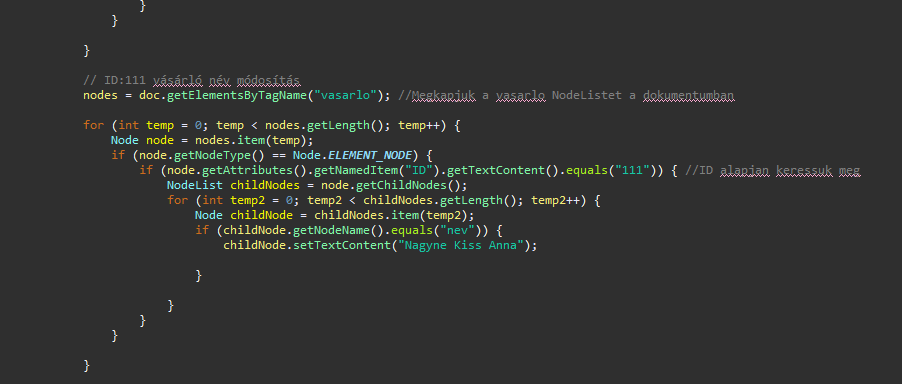 }
}
}
// ID:111 vásárló név módosítás
nodes = doc.getElementsByTagName("vasarlo"); //Megkapjuk a vasarlo NodeListet a dokumentumban
for (int temp = 0; temp < nodes.getLength(); temp++) {
Node node = nodes.item(temp);
if (node.getNodeType() == Node.ELEMENT_NODE) {
if (node.getAttributes().getNamedItem("ID").getTextContent().equals("111")) { //ID alapjan keressuk meg
NodeList childNodes = node.getChildNodes();
for (int temp2 = 0; temp2 < childNodes.getLength(); temp2++) {
Node childNode = childNodes.item(temp2);
if (childNode.getNodeName().equals("nev")) {
childNode.setTextContent("Nagyne Kiss Anna");
}
}
}
}
}